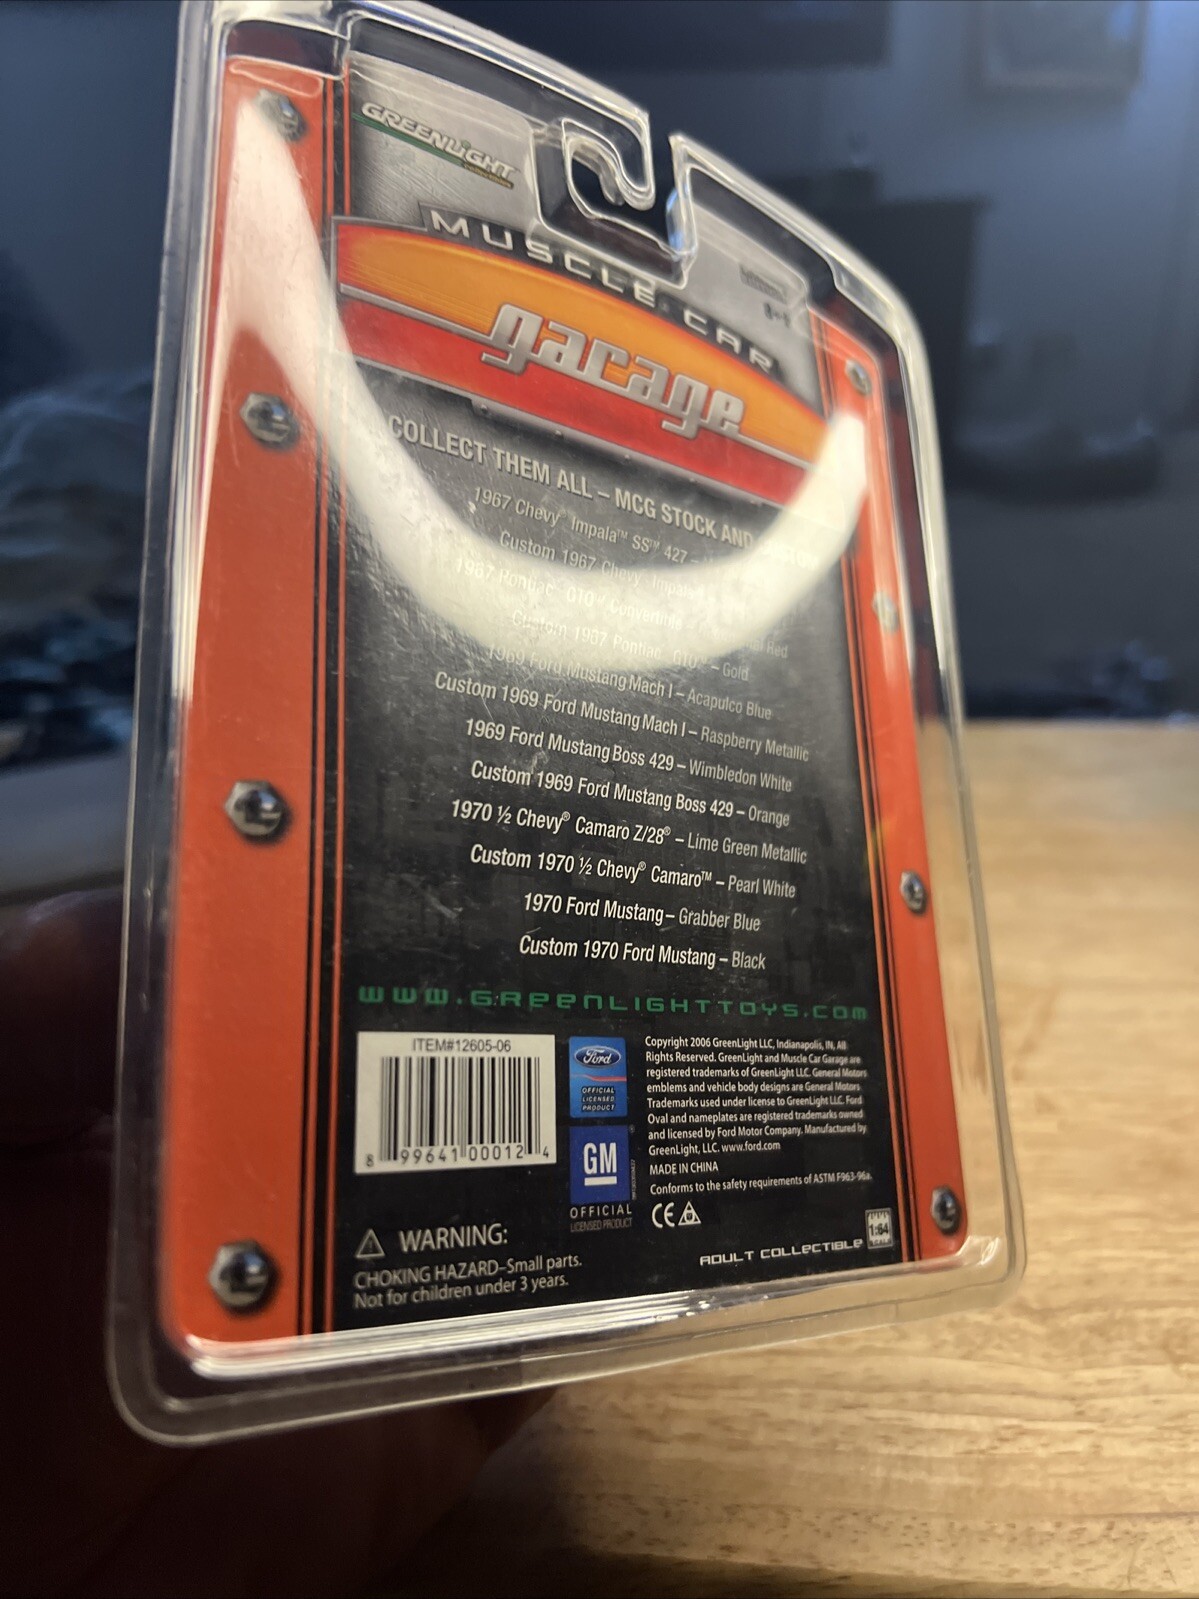 GREENLIGHT
MUSCLE CAR
garage
COLLECT THEM ALL – MCG STOCK AND
1967 Chevy® Impala™ SS™ 427 –
Custom 1967 Chevy® Impala
1967 Pontiac® GTO® Convertible Red
Custom 1967 Pontiac® GTO® – Gold
1969 Ford Mustang Mach I – Acapulco Blue
Custom 1969 Ford Mustang Mach I – Raspberry Metallic
1969 Ford Mustang Boss 429 – Wimbledon White
Custom 1969 Ford Mustang Boss 429 – Orange
1970 ½ Chevy® Camaro Z/28® – Lime Green Metallic
Custom 1970 ½ Chevy® Camaro™ – Pearl White
1970 Ford Mustang – Grabber Blue
Custom 1970 Ford Mustang – Black
www.GREENLIGHTTOYS.com
ITEM#12605-06
8 99641 00012 4
Ford
OFFICIAL
LICENSED
PRODUCT
GM
OFFICIAL
LICENSED PRODUCT
Copyright 2006 GreenLight LLC, Indianapolis, IN, All
Rights Reserved. GreenLight and Muscle Car Garage are
registered trademarks of GreenLight LLC. General Motors
emblems and vehicle body designs are General Motors
Trademarks used under license to GreenLight LLC. Ford
Oval and nameplates are registered trademarks owned
and licensed by Ford Motor Company. Manufactured by
GreenLight, LLC. www.ford.com
MADE IN CHINA
Conforms to the safety requirements of ASTM F963-96a.
CE
⚠ WARNING:
CHOKING HAZARD–Small parts.
Not for children under 3 years.
ADULT COLLECTIBLE
1:64